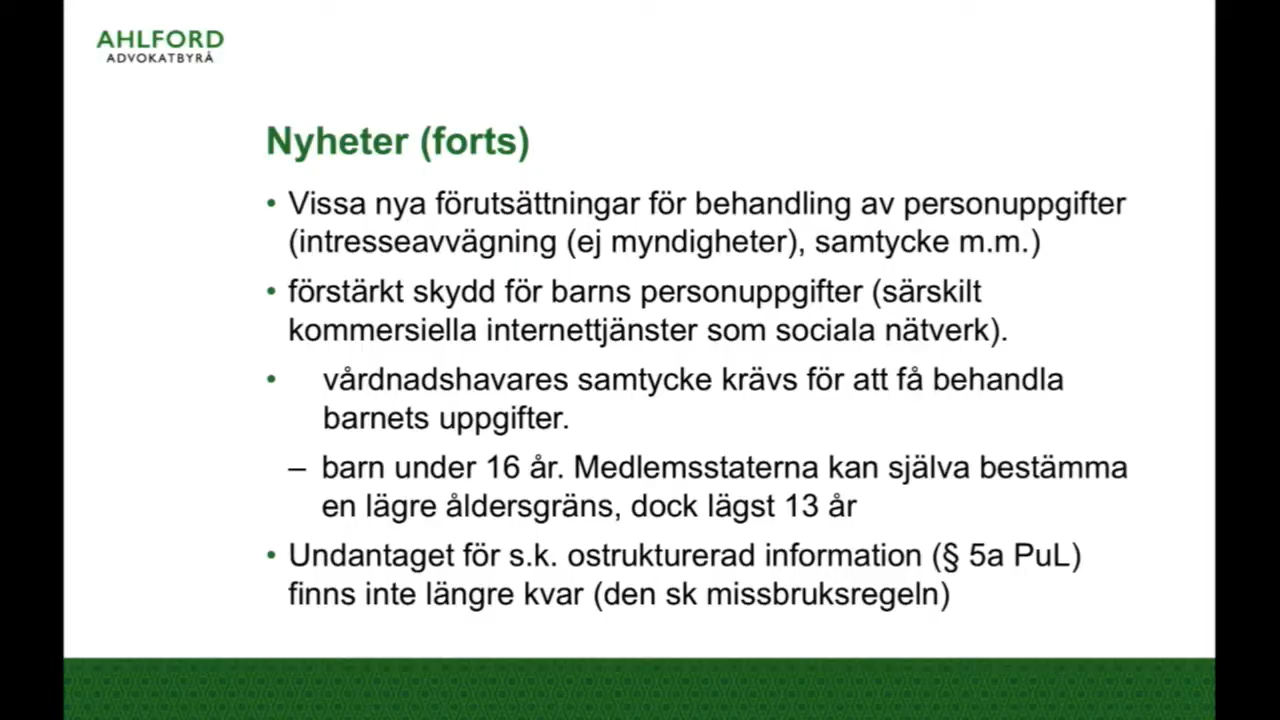 AHLFORD
ADVOKATBYRÅ
Nyheter (forts)
• Vissa nya förutsättningar för behandling av personuppgifter
(intresseavvägning (ej myndigheter), samtycke m.m.)
• förstärkt skydd för barns personuppgifter (särskilt
kommersiella internettjänster som sociala nätverk).
• vårdnadshavares samtycke krävs för att få behandla
barnets uppgifter.
– barn under 16 år. Medlemsstaterna kan själva bestämma
en lägre åldersgräns, dock lägst 13 år
• Undantaget för s.k. ostrukturerad information (§ 5a PuL)
finns inte längre kvar (den sk missbruksregeln)